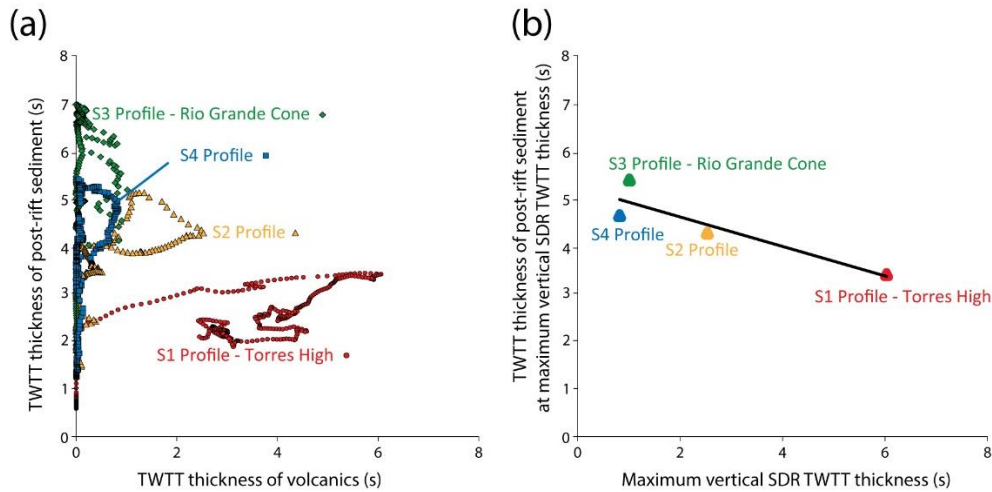 (a)
TWTT thickness of post-rift sediment (s)
8
7
6
5
4
3
2
1
0
S3 Profile - Rio Grande Cone
S4 Profile
S2 Profile
S1 Profile - Torres High
0
2
4
6
8
TWTT thickness of volcanics (s)
(b)
TWTT thickness of post-rift sediment
at maximum vertical SDR TWTT thickness (s)
8
7
6
5
4
3
2
1
0
S3 Profile - Rio Grande Cone
S4 Profile
S2 Profile
S1 Profile - Torres High
0
2
4
6
8
Maximum vertical SDR TWTT thickness (s)